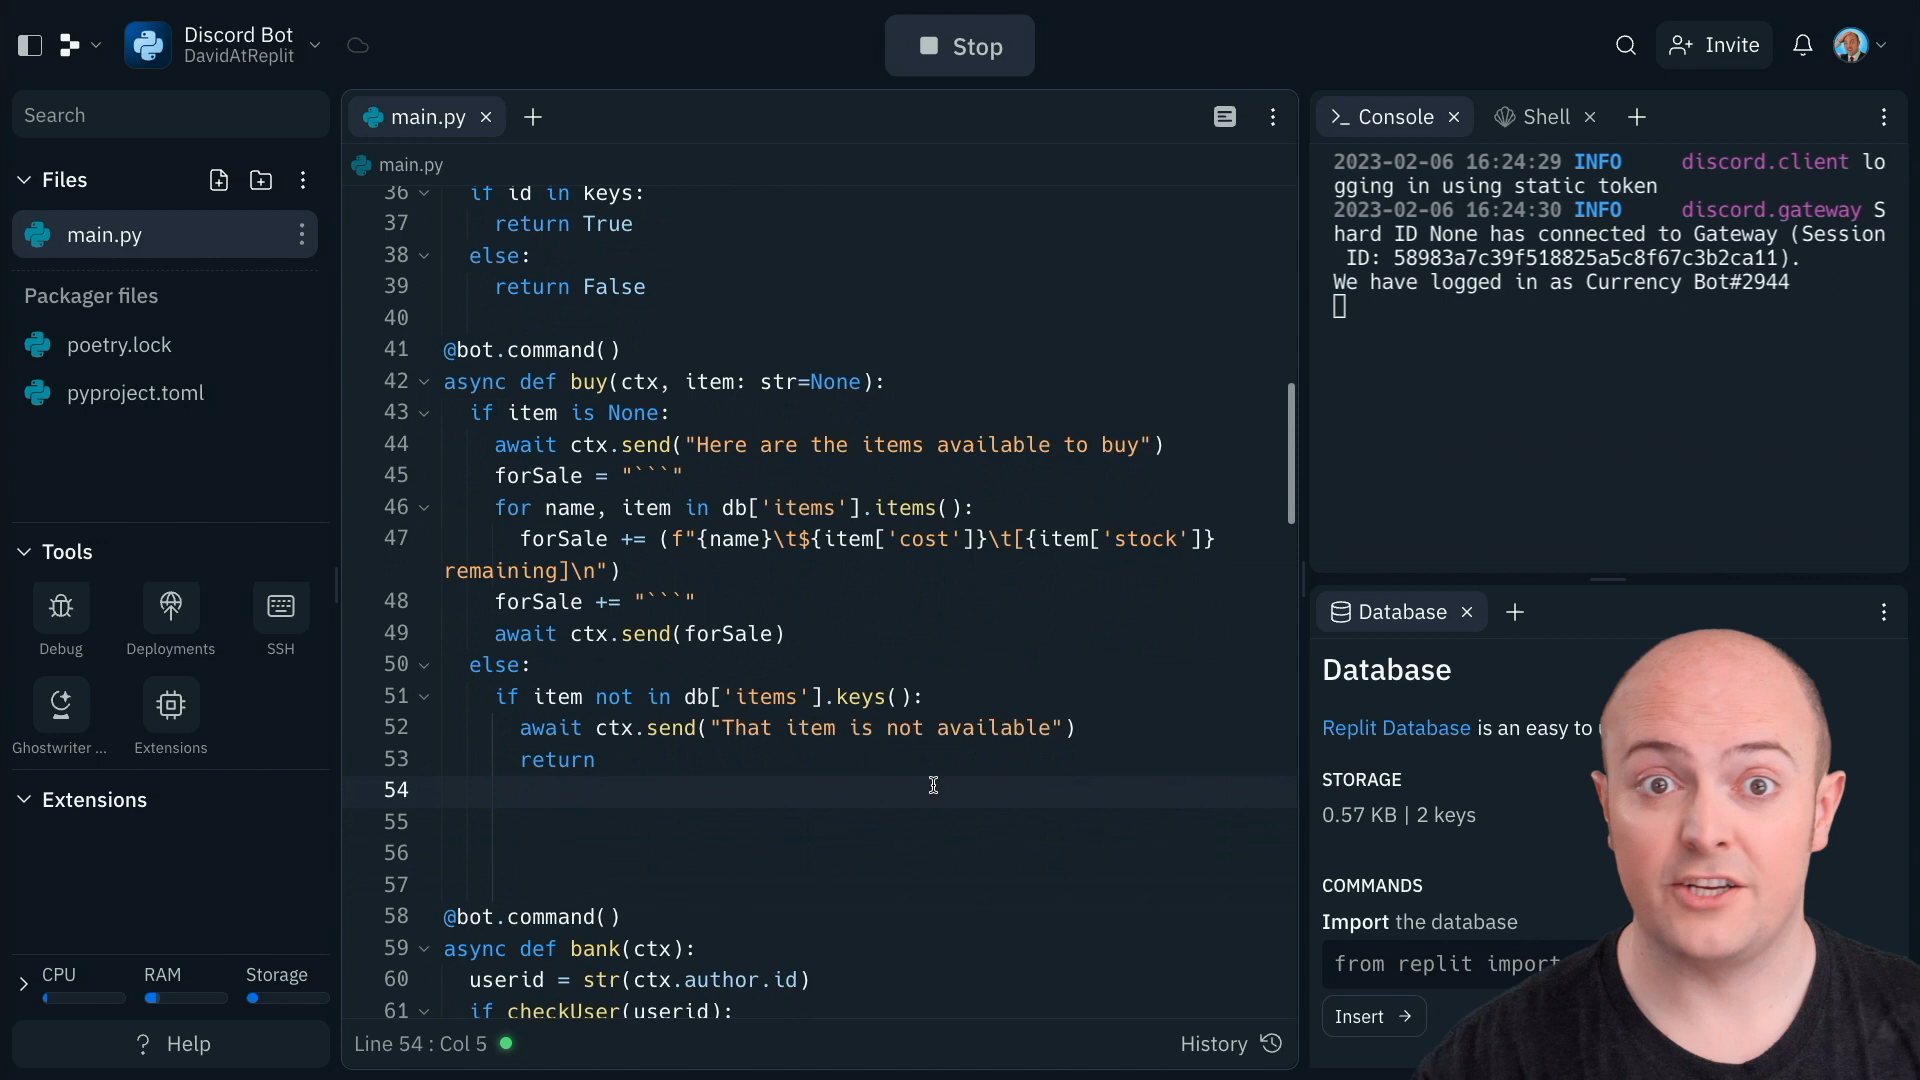 Discord Bot
DavidAtReplit
Stop
Invite
Search
Files
main.py
Packager files
poetry.lock
pyproject.toml
Tools
Debug
Deployments
SSH
Ghostwriter ...
Extensions
Extensions
CPU
RAM
Storage
? Help
main.py
main.py
36 if id in keys:
37 return True
38 else:
39 return False
40
41 @bot.command()
42 async def buy(ctx, item: str=None):
43 if item is None:
44 await ctx.send("Here are the items available to buy")
45 forSale = "```"
46 for name, item in db['items'].items():
47 forSale += (f"{name}\t${item['cost']}\t[{item['stock']}
remaining]\n")
48 forSale += "```"
49 await ctx.send(forSale)
50 else:
51 if item not in db['items'].keys():
52 await ctx.send("That item is not available")
53 return
54
55
56
57
58 @bot.command()
59 async def bank(ctx):
60 userid = str(ctx.author.id)
61 if checkUser(userid):
Line 54 : Col 5
History
Console
Shell
2023-02-06 16:24:29 INFO     discord.client lo
gging in using static token
2023-02-06 16:24:30 INFO     discord.gateway S
hard ID None has connected to Gateway (Session
ID: 58983a7c39f518825a5c8f67c3b2ca11).
We have logged in as Currency Bot#2944
Database
Database
Replit Database is an easy to
STORAGE
0.57 KB | 2 keys
COMMANDS
Import the database
from replit import
Insert →